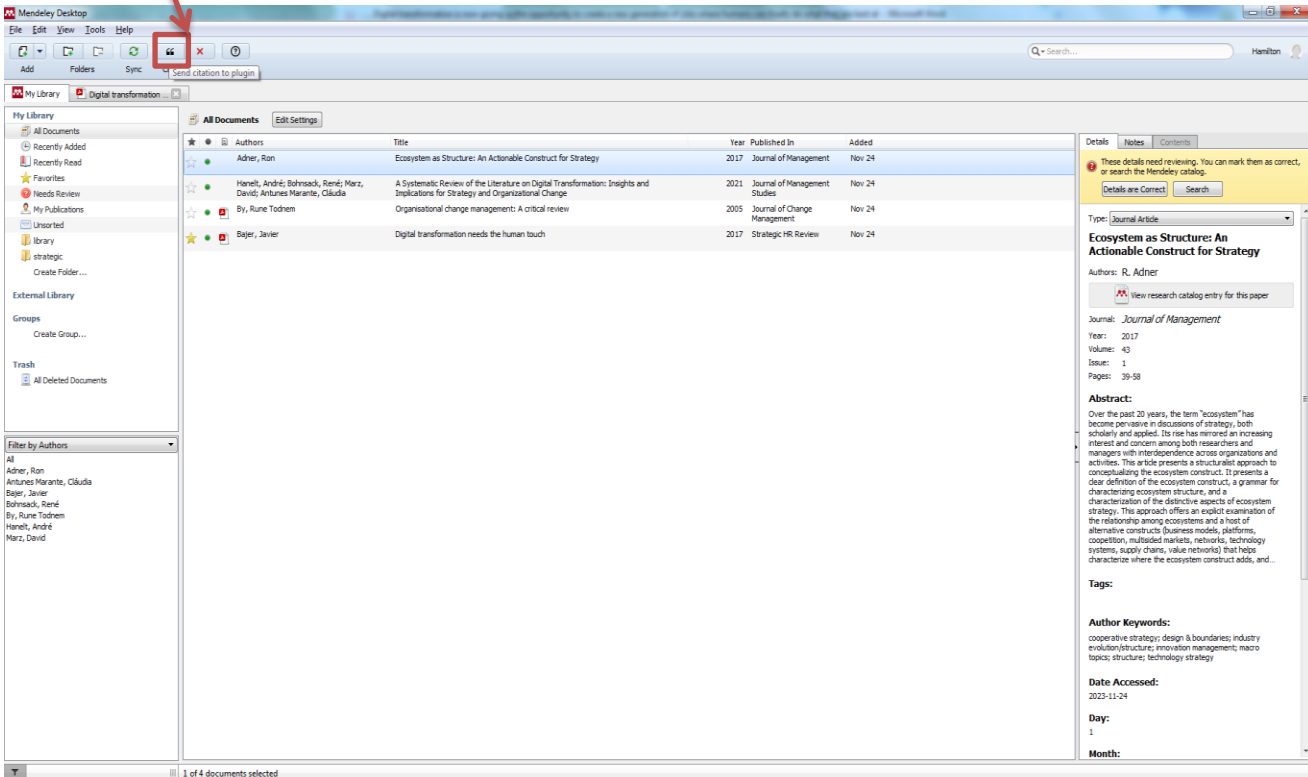 Mendeley Desktop
Microsoft Word
File Edit View Tools Help
Search...
Hamilton
Add Folders Sync
Send citation to plugin
My Library Digital transformation ...
My Library
All Documents
Recently Added
Recently Read
Favorites
Needs Review
My Publications
Unsorted
library
strategic
Create Folder...
External Library
Groups
Create Group...
Trash
All Deleted Documents
Filter by Authors
All
Adner, Ron
Antunes Marante, Cláudia
Bajer, Javier
Bohnsack, René
By, Rune Todnem
Hanelt, André
Marz, David
All Documents Edit Settings
Authors Title Year Published In Added
Adner, Ron Ecosystem as Structure: An Actionable Construct for Strategy 2017 Journal of Management Nov 24
Hanelt, André; Bohnsack, René; Marz, A Systematic Review of the Literature on Digital Transformation: Insights and 2021 Journal of Management Nov 24
David; Antunes Marante, Cláudia Implications for Strategy and Organizational Change Studies
By, Rune Todnem Organisational change management: A critical review 2005 Journal of Change Nov 24
Management
Bajer, Javier Digital transformation needs the human touch 2017 Strategic HR Review Nov 24
Details Notes Contents
These details need reviewing. You can mark them as correct,
or search the Mendeley catalog.
Details are Correct Search
Type: Journal Article
Ecosystem as Structure: An
Actionable Construct for Strategy
Authors: R. Adner
View research catalog entry for this paper
Journal: Journal of Management
Year: 2017
Volume: 43
Issue: 1
Pages: 39-58
Abstract:
Over the past 20 years, the term "ecosystem" has
become pervasive in discussions of strategy, both
scholarly and applied. Its rise has mirrored an increasing
interest and concern among both researchers and
managers with interdependence across organizations and
activities. This article presents a structuralist approach to
conceptualizing the ecosystem construct. It presents a
clear definition of the ecosystem construct, a grammar for
characterizing ecosystem structure, and a
characterization of the distinctive aspects of ecosystem
strategy. This approach offers an explicit examination of
the relationship among ecosystems and a host of
alternative constructs (business models, platforms,
coopetition, multisided markets, networks, technology
systems, supply chains, value networks) that helps
characterize where the ecosystem construct adds, and...
Tags:
Author Keywords:
cooperative strategy; design & boundaries; industry
evolution/structure; innovation management; macro
topics; structure; technology strategy
Date Accessed:
2023-11-24
Day:
1
Month:
1 of 4 documents selected